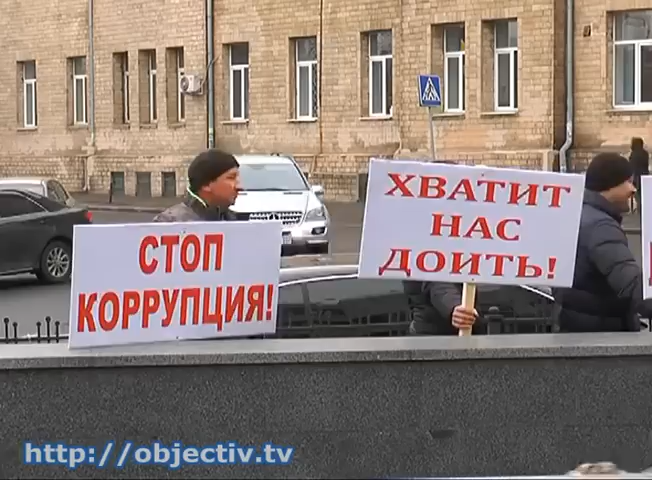 СТОП
КОРРУПЦИЯ!
ХВАТИТ
НАС
ДОИТЬ!
http://objectiv.tv